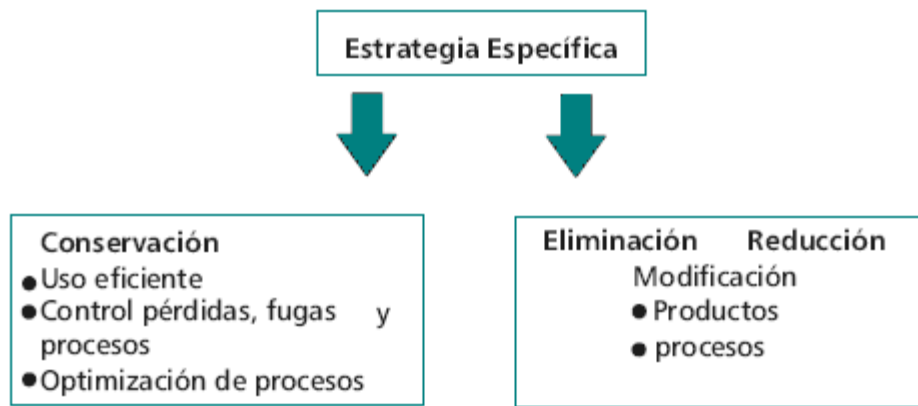 Estrategia Específica
Conservación
● Uso eficiente
● Control pérdidas, fugas y
procesos
● Optimización de procesos
Eliminación Reducción
Modificación
● Productos
● procesos